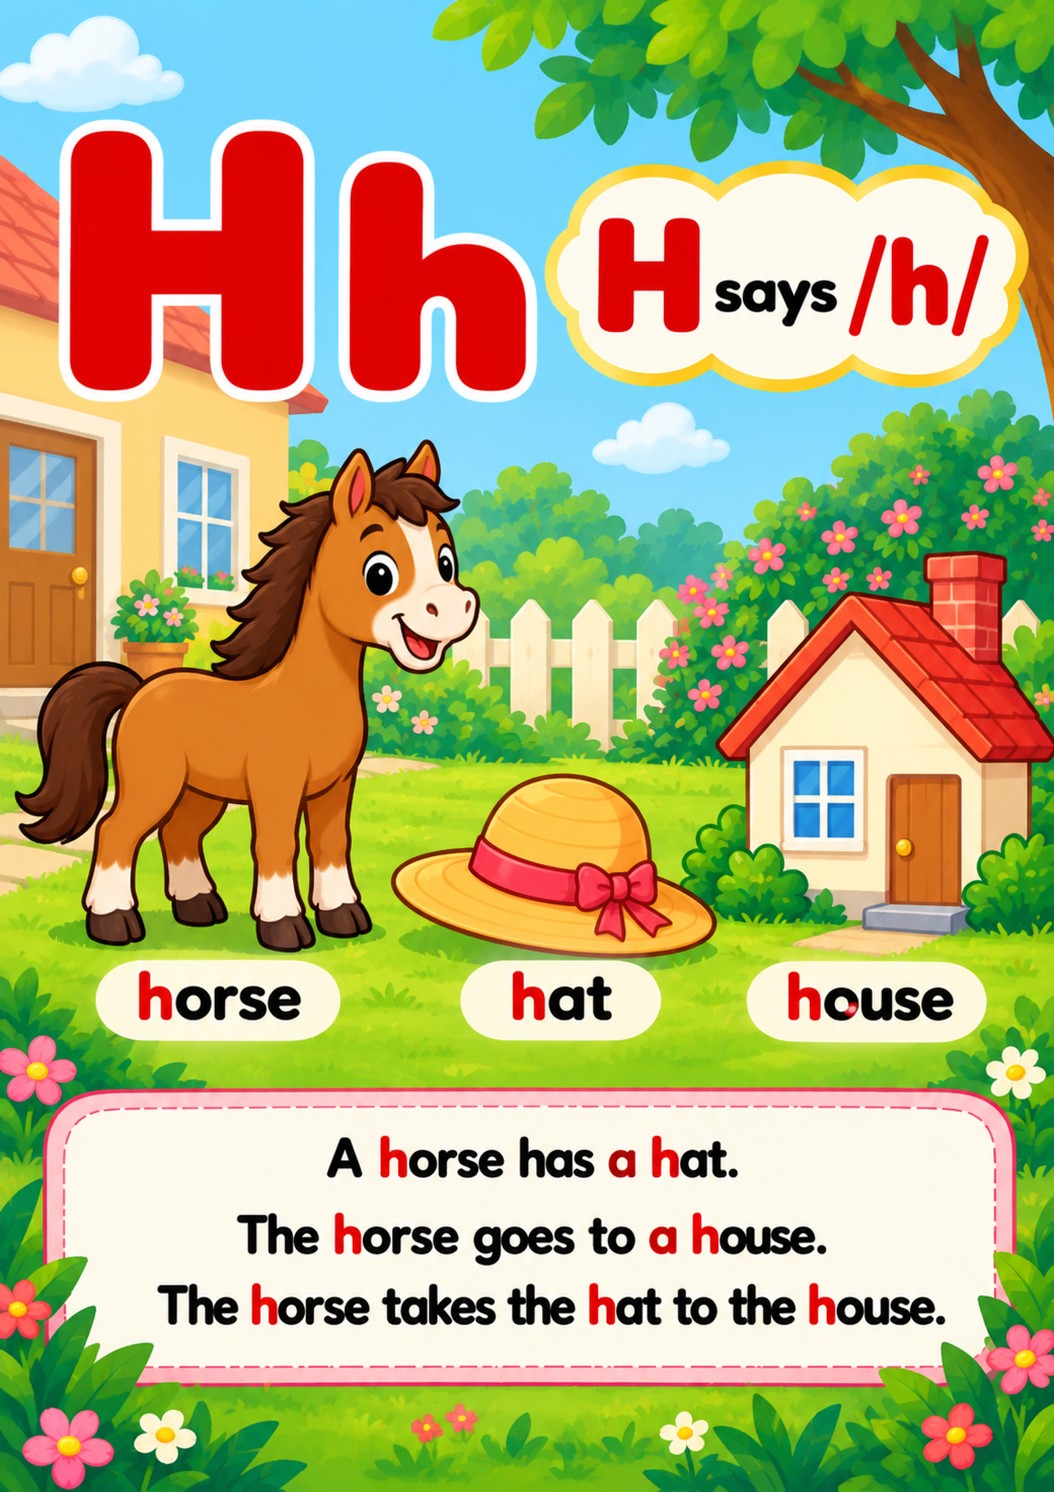 Hh
H says /h/
horse
hat
house
A horse has a hat.
The horse goes to a house.
The horse takes the hat to the house.